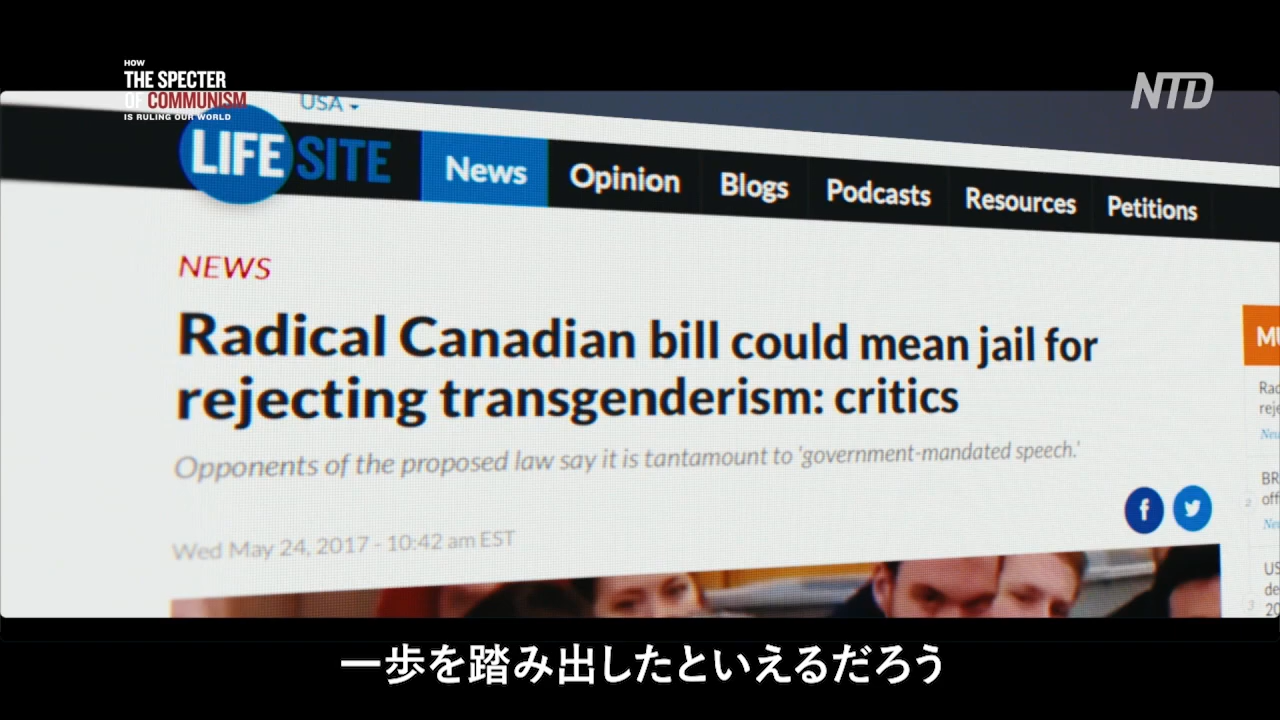 HOW
THE SPECTER
OF COMMUNISM
IS RULING OUR WORLD
NTD
USA
LIFE SITE
News
Opinion
Blogs
Podcasts
Resources
Petitions
NEWS
Radical Canadian bill could mean jail for
rejecting transgenderism: critics
Opponents of the proposed law say it is tantamount to 'government-mandated speech.'
Wed May 24, 2017 - 10:42 am EST
一歩を踏み出したといえるだろう